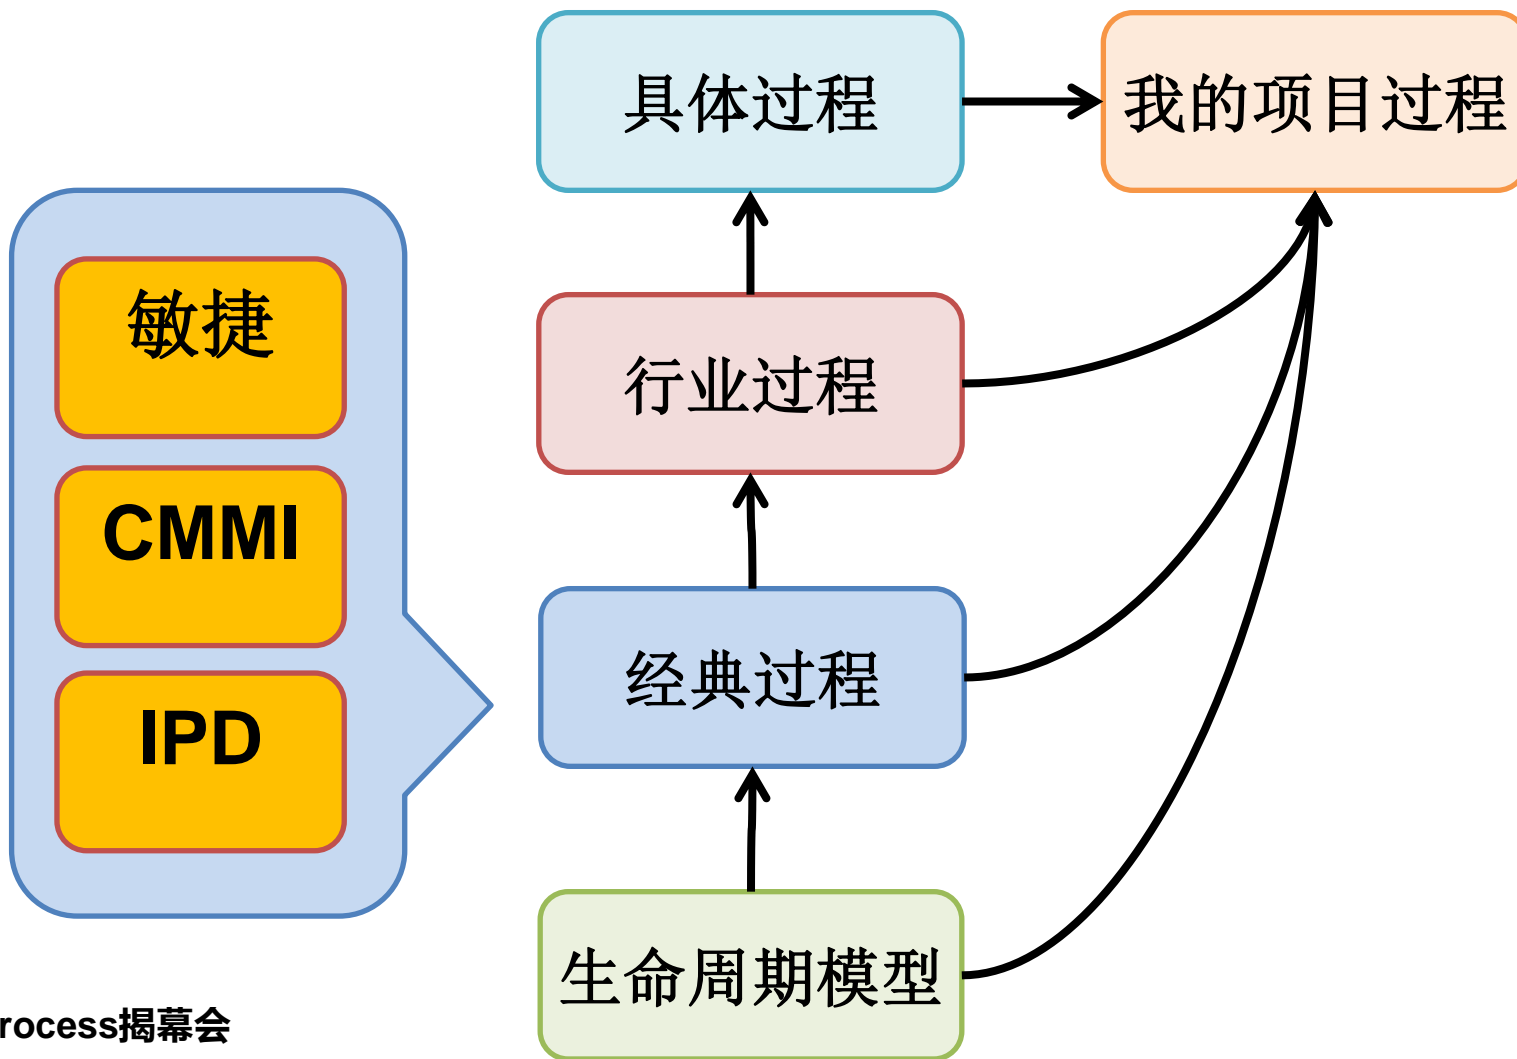 具体过程
我的项目过程
敏捷
行业过程
CMMI
经典过程
IPD
生命周期模型
rocess揭幕会